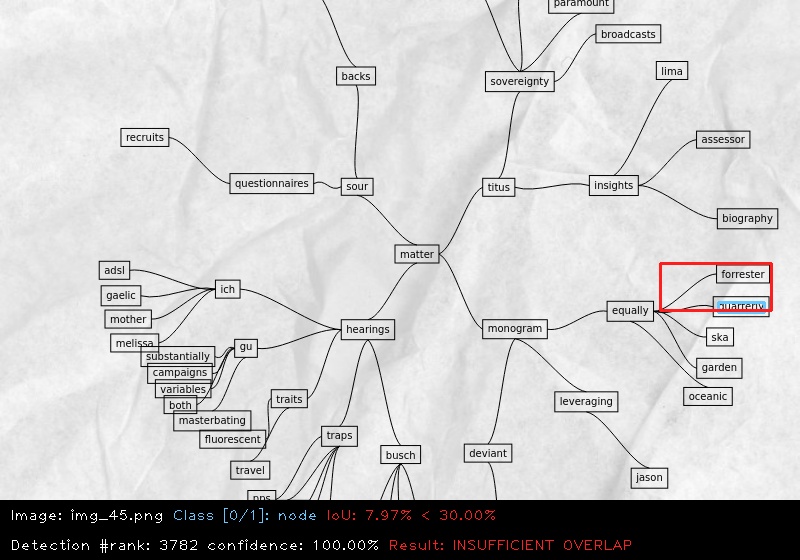 paramount
broadcasts
backs
sovereignty
lima
recruits
assessor
questionnaires
sour
titus
insights
biography
matter
adsl
forrester
ich
gaelic
quarterly
mother
equally
hearings
monogram
ska
melissa
gu
substantially
campaigns
garden
variables
oceanic
both
traits
leveraging
masterbating
fluorescent
traps
travel
busch
deviant
jason
pps
Image: img_45.png Class [0/1]: node IoU: 7.97% < 30.00%
Detection #rank: 3782 confidence: 100.00% Result: INSUFFICIENT OVERLAP